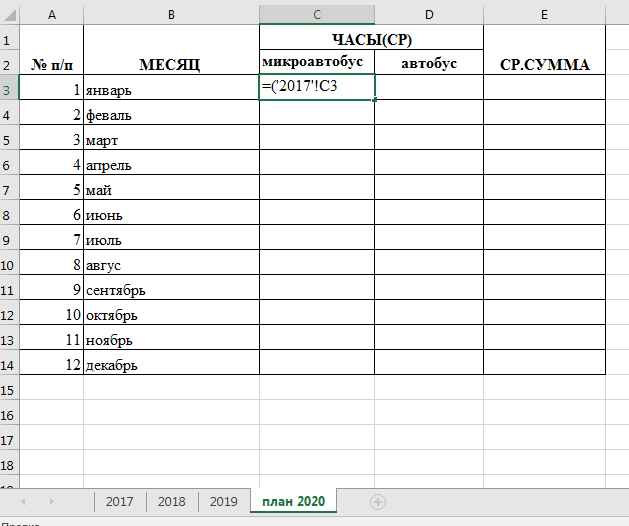 A B C D E
1 ЧАСЫ(СР)
2 № п/п МЕСЯЦ микроавтобус автобус СР.СУММА
3 1 январь =('2017'!C3
4 2 феваль
5 3 март
6 4 апрель
7 5 май
8 6 июнь
9 7 июль
10 8 авгус
11 9 сентябрь
12 10 октябрь
13 11 ноябрь
14 12 декабрь
15
16
17
18
2017 2018 2019 план 2020